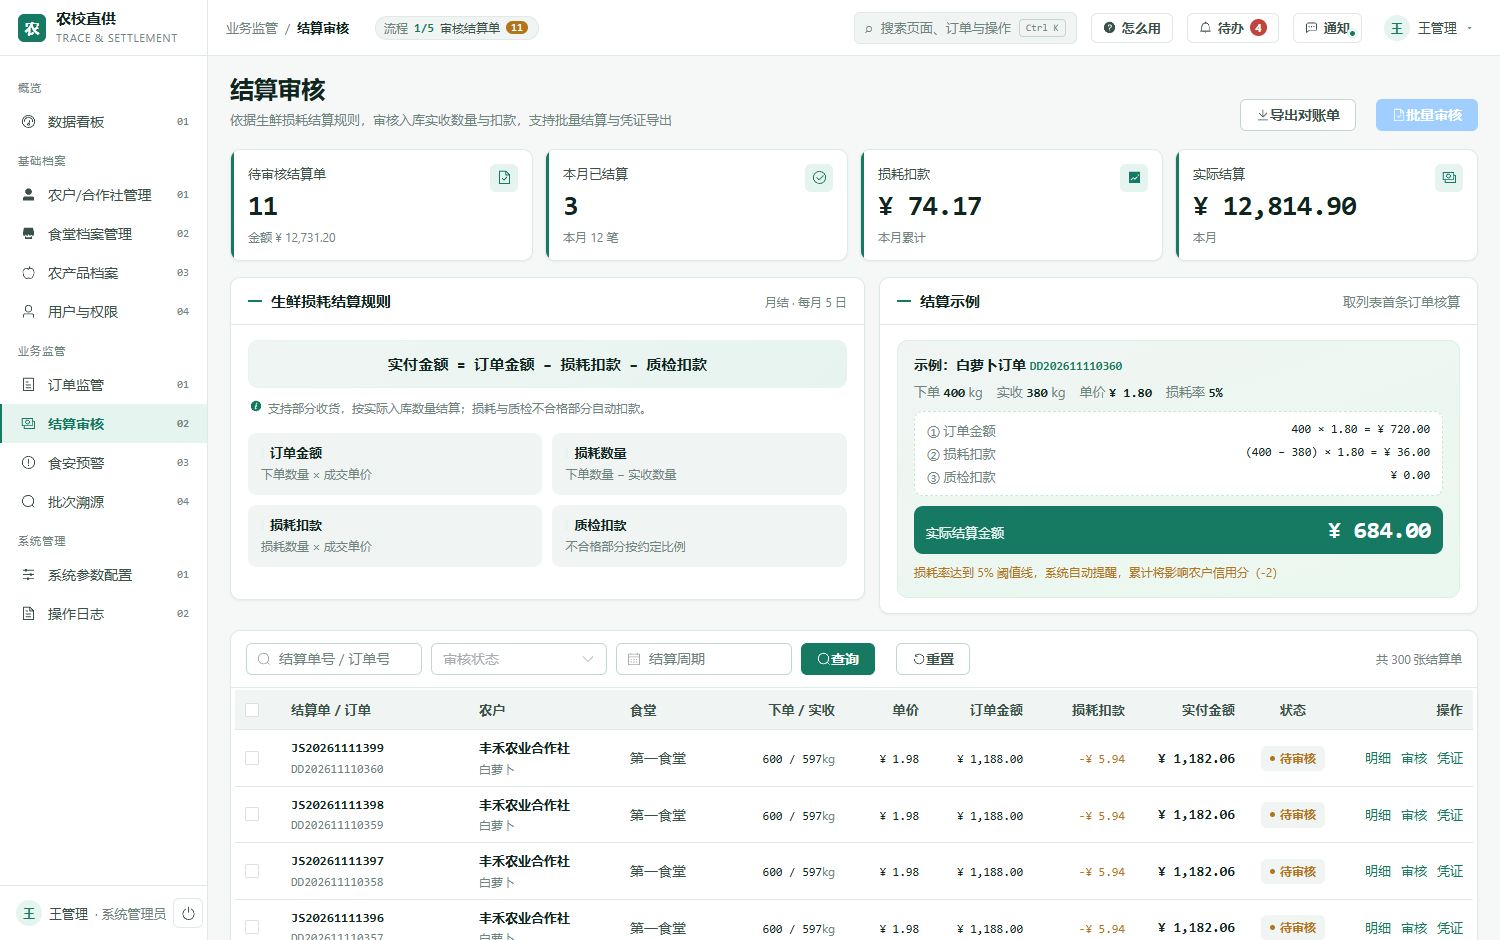 农 农校直供
TRACE & SETTLEMENT
业务监管 / 结算审核
流程 1/5 审核结算单 11
搜索页面、订单与操作 Ctrl K
怎么用
待办 4
通知
王 王管理
概览
数据看板 01
基础档案
农户/合作社管理 01
食堂档案管理 02
农产品档案 03
用户与权限 04
业务监管
订单监管 01
结算审核 02
食安预警 03
批次溯源 04
系统管理
系统参数配置 01
操作日志 02
王 王管理 · 系统管理员
结算审核
依据生鲜损耗结算规则，审核入库实收数量与扣款，支持批量结算与凭证导出
导出对账单
批量审核
待审核结算单
11
金额 ¥ 12,731.20
本月已结算
3
本月 12 笔
损耗扣款
¥ 74.17
本月累计
实际结算
¥ 12,814.90
本月
生鲜损耗结算规则 月结 · 每月 5 日
实付金额 = 订单金额 − 损耗扣款 − 质检扣款
支持部分收货，按实际入库数量结算；损耗与质检不合格部分自动扣款。
订单金额
下单数量 × 成交单价
损耗数量
下单数量 − 实收数量
损耗扣款
损耗数量 × 成交单价
质检扣款
不合格部分按约定比例
结算示例 取列表首条订单核算
示例：白萝卜订单 DD202611110360
下单 400 kg 实收 380 kg 单价 ¥ 1.80 损耗率 5%
① 订单金额 400 × 1.80 = ¥ 720.00
② 损耗扣款 (400 − 380) × 1.80 = ¥ 36.00
③ 质检扣款 ¥ 0.00
实际结算金额 ¥ 684.00
损耗率达到 5% 阈值线，系统自动提醒，累计将影响农户信用分（-2）
结算单号 / 订单号
审核状态
结算周期
查询
重置
共 300 张结算单
结算单 / 订单 农户 食堂 下单 / 实收 单价 订单金额 损耗扣款 实付金额 状态 操作
JS20261111399 丰禾农业合作社
第一食堂 600 / 597kg ¥ 1.98 ¥ 1,188.00 -¥ 5.94 ¥ 1,182.06 待审核 明细 审核 凭证
DD202611110360 白萝卜
JS20261111398 丰禾农业合作社
第一食堂 600 / 597kg ¥ 1.98 ¥ 1,188.00 -¥ 5.94 ¥ 1,182.06 待审核 明细 审核 凭证
DD202611110359 白萝卜
JS20261111397 丰禾农业合作社
第一食堂 600 / 597kg ¥ 1.98 ¥ 1,188.00 -¥ 5.94 ¥ 1,182.06 待审核 明细 审核 凭证
DD202611110358 白萝卜
JS20261111396 丰禾农业合作社
第一食堂 600 / 597kg ¥ 1.98 ¥ 1,188.00 -¥ 5.94 ¥ 1,182.06 待审核 明细 审核 凭证
DD202611110357 白萝卜